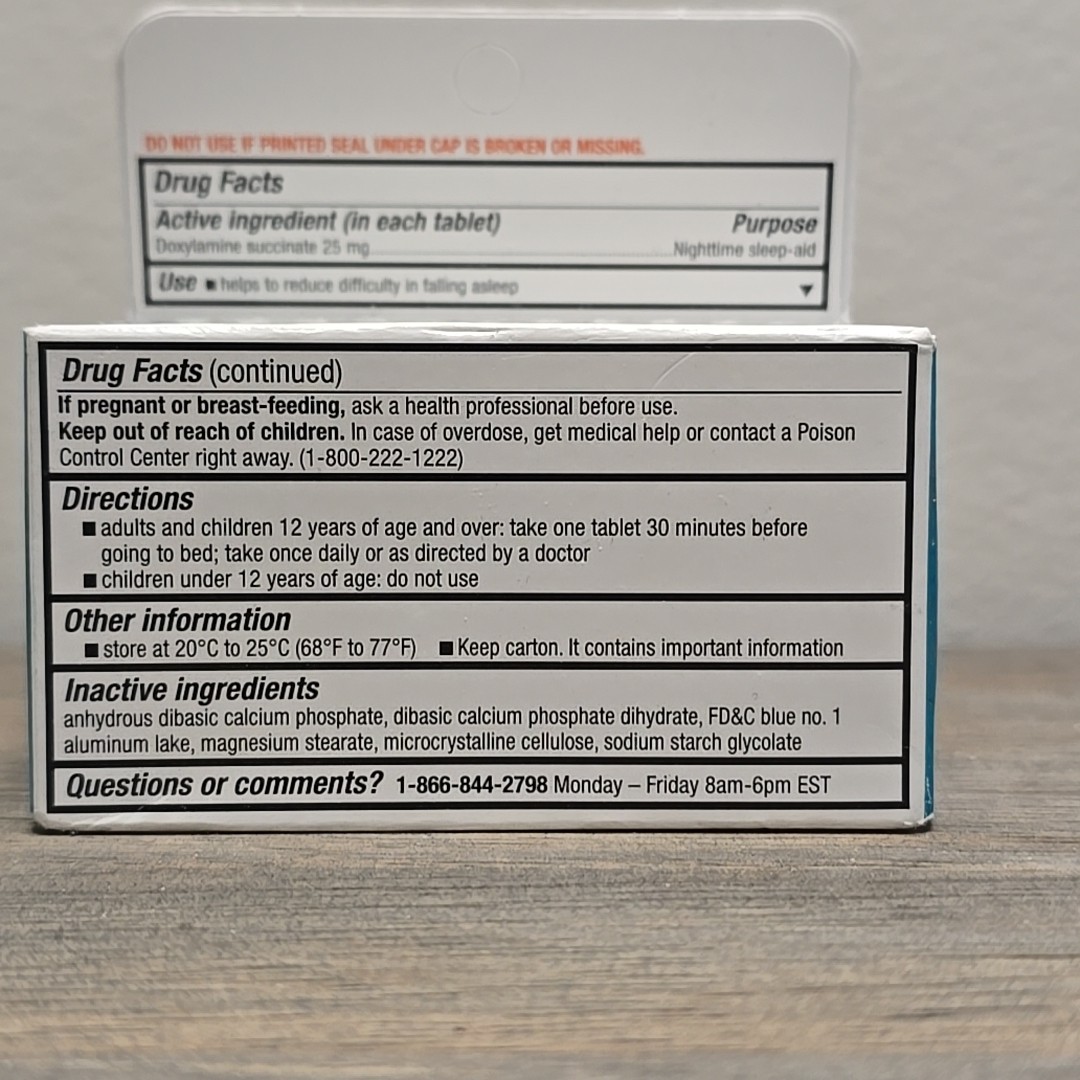 DO NOT USE IF PRINTED SEAL UNDER CAP IS BROKEN OR MISSING.
Drug Facts
Active ingredient (in each tablet) Purpose
Doxylamine succinate 25 mg Nighttime sleep-aid
Use ■ helps to reduce difficulty in falling asleep ▼
Drug Facts (continued)
If pregnant or breast-feeding, ask a health professional before use.
Keep out of reach of children. In case of overdose, get medical help or contact a Poison
Control Center right away. (1-800-222-1222)
Directions
■ adults and children 12 years of age and over: take one tablet 30 minutes before
going to bed; take once daily or as directed by a doctor
■ children under 12 years of age: do not use
Other information
■ store at 20°C to 25°C (68°F to 77°F) ■ Keep carton. It contains important information
Inactive ingredients
anhydrous dibasic calcium phosphate, dibasic calcium phosphate dihydrate, FD&C blue no. 1
aluminum lake, magnesium stearate, microcrystalline cellulose, sodium starch glycolate
Questions or comments? 1-866-844-2798 Monday – Friday 8am-6pm EST